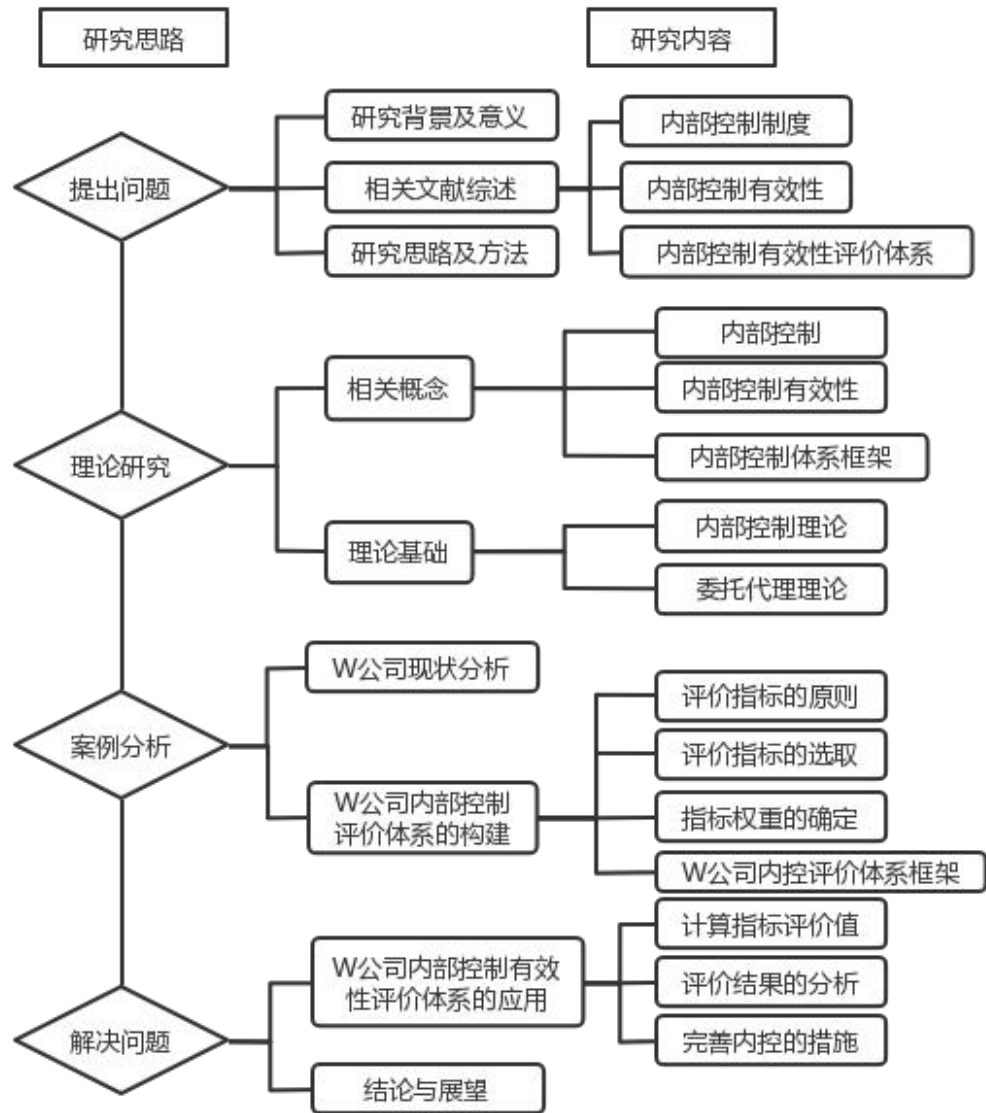 研究思路
研究内容
提出问题
研究背景及意义
相关文献综述
研究思路及方法
内部控制制度
内部控制有效性
内部控制有效性评价体系
理论研究
相关概念
内部控制
内部控制有效性
内部控制体系框架
理论基础
内部控制理论
委托代理理论
案例分析
W公司现状分析
W公司内部控制
评价体系的构建
评价指标的原则
评价指标的选取
指标权重的确定
W公司内控评价体系框架
解决问题
W公司内部控制有效
性评价体系的应用
计算指标评价值
评价结果的分析
完善内控的措施
结论与展望